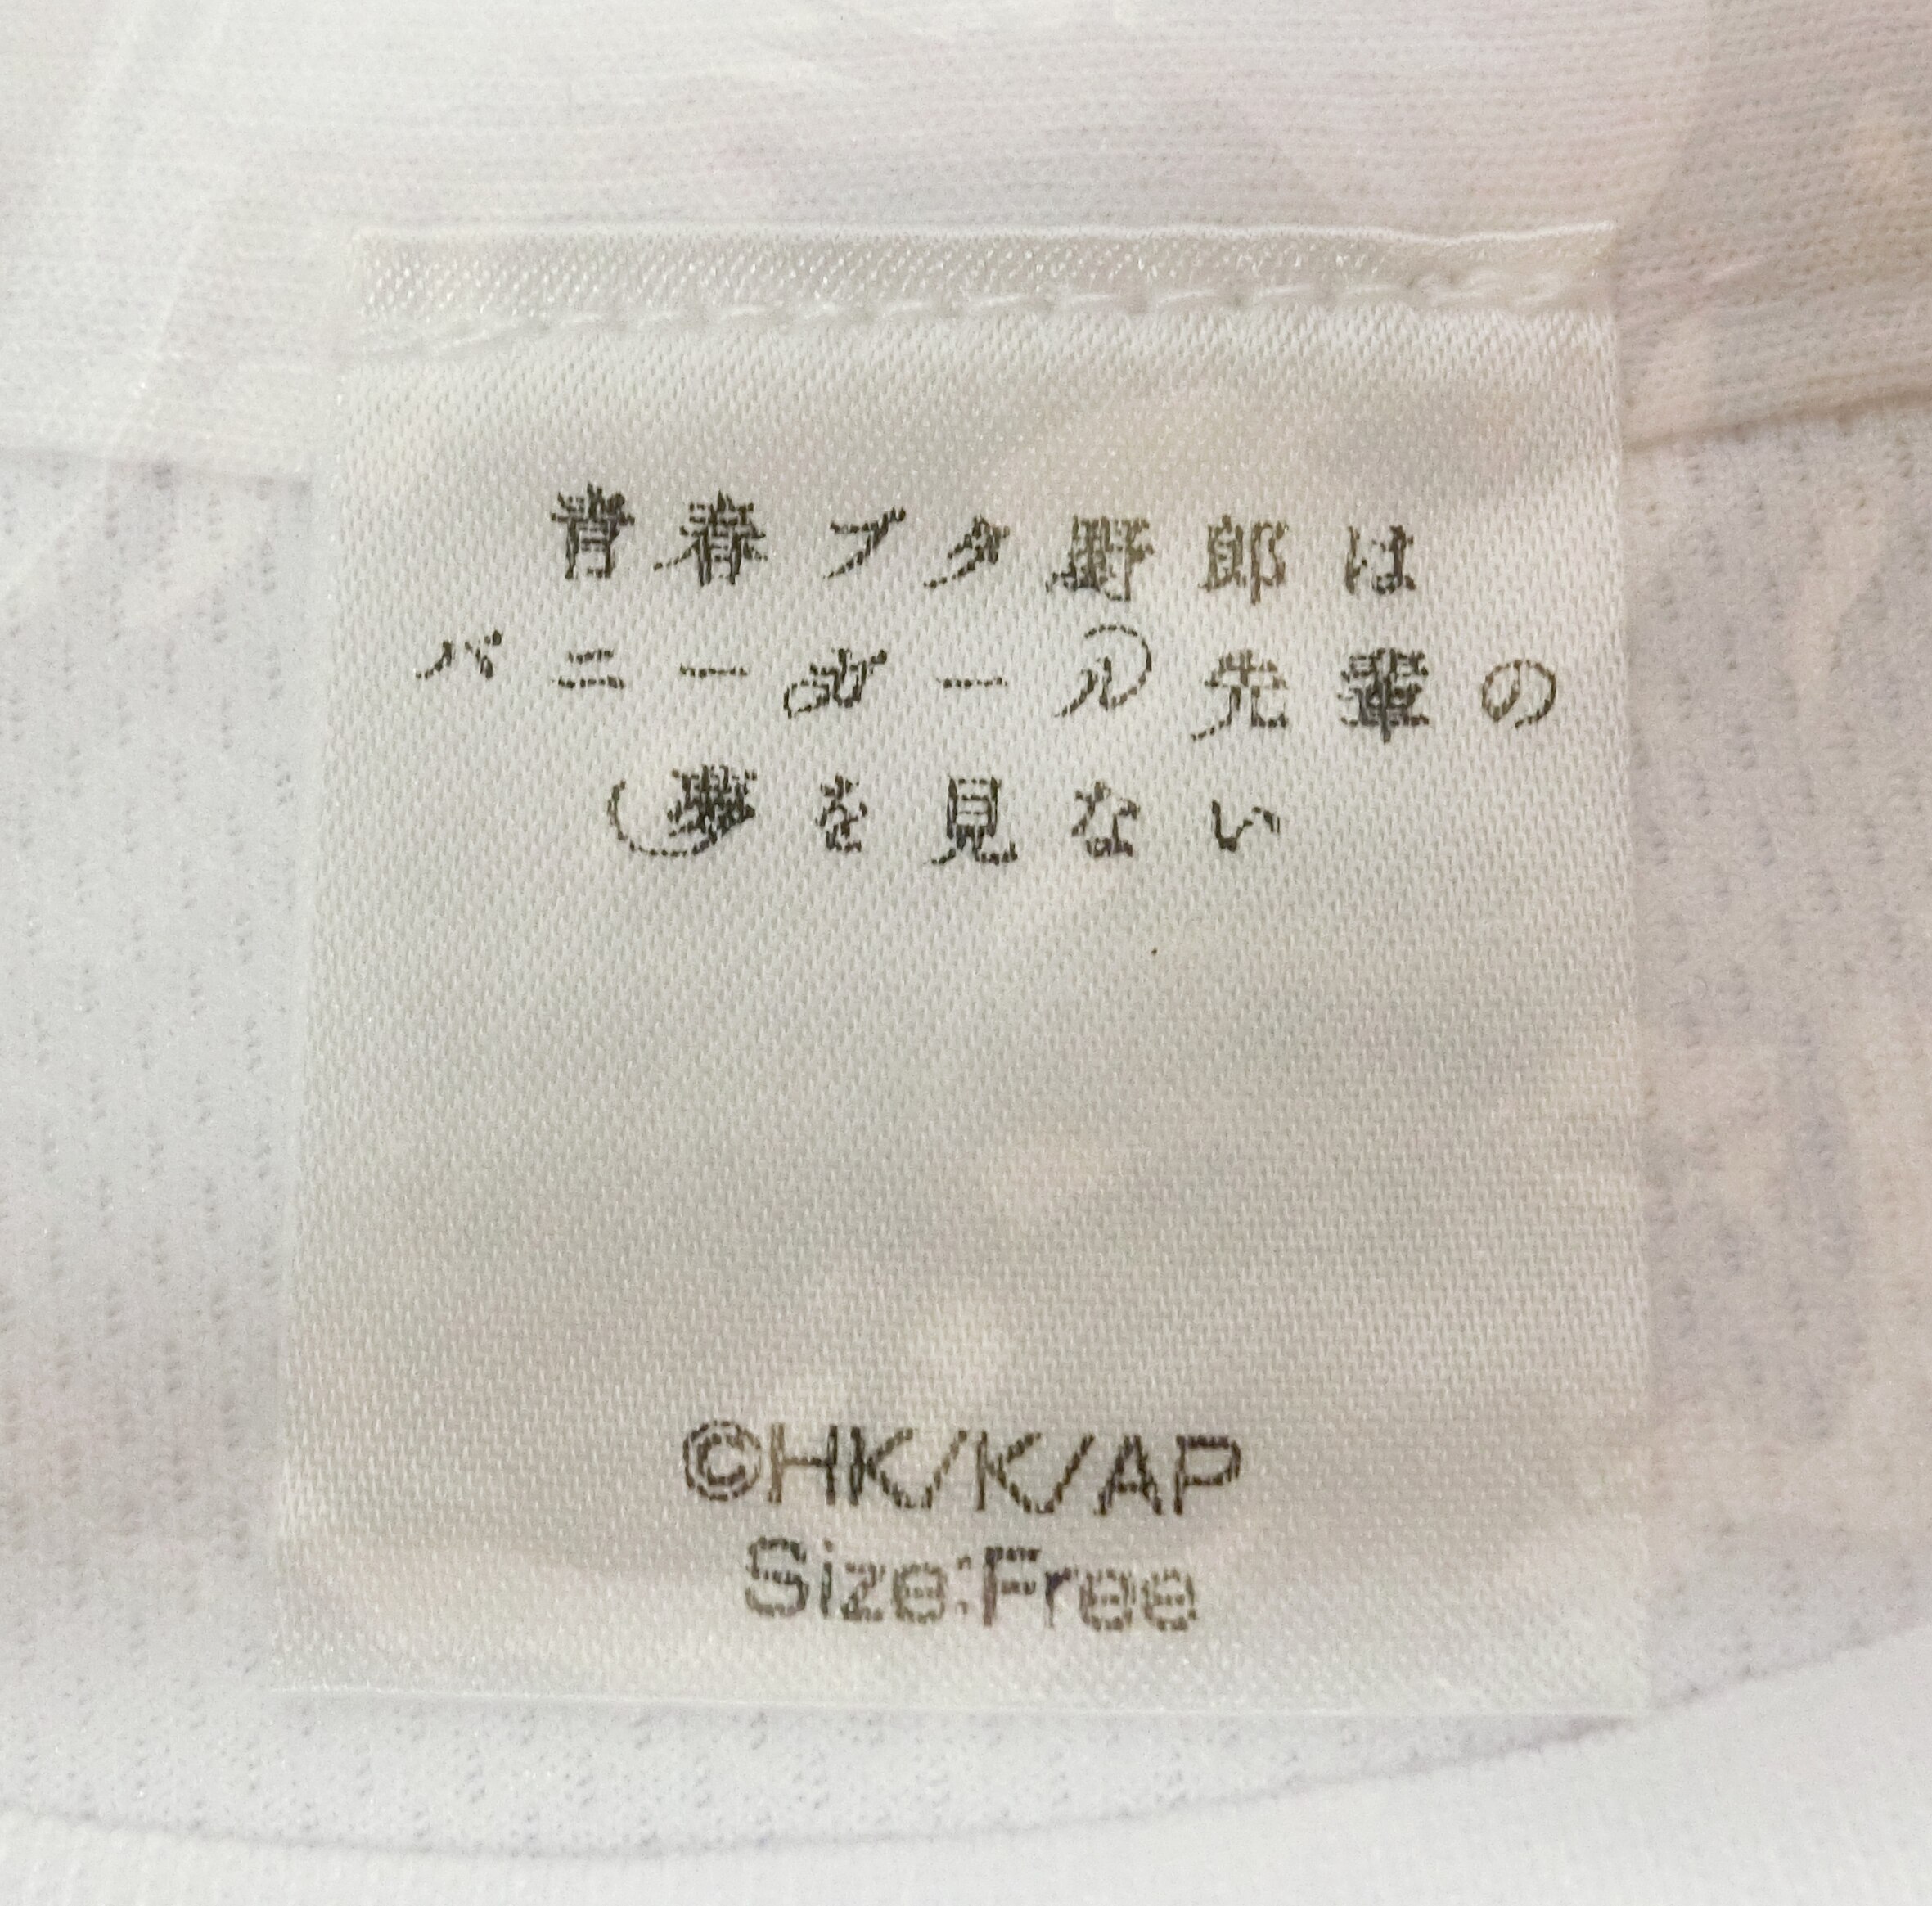 青春ブタ野郎は
バニーガール先輩の
夢を見ない
©HK/K/AP
Size:Free